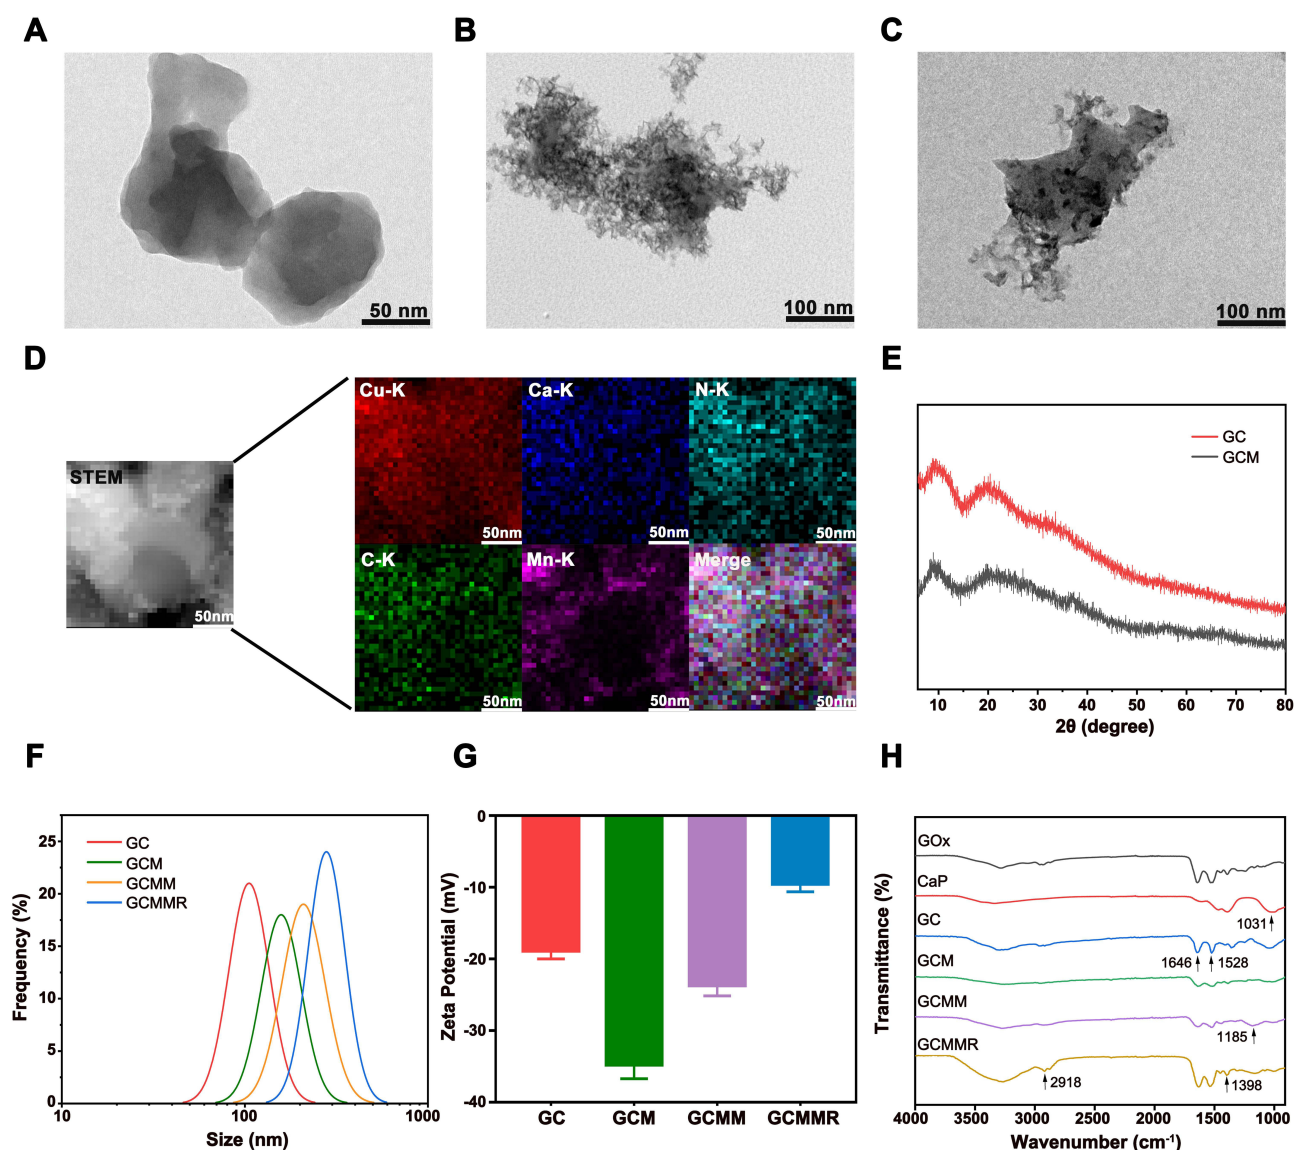 A
B
C
50 nm
100 nm
100 nm
D
E
STEM
50nm
Cu-K
Ca-K
N-K
50nm
50nm
50nm
C-K
Mn-K
Merge
50nm
50nm
50nm
GC
GCM
10
20
30
40
50
60
70
80
2θ (degree)
F
G
H
Frequency (%)
25
20
15
10
5
0
GC
GCM
GCMM
GCMMR
10
100
1000
Size (nm)
Zeta Potential (mV)
0
-10
-20
-30
-40
GC
GCM
GCMM
GCMMR
Transmittance (%)
GOx
CaP
1031
GC
1646
1528
GCM
GCMM
1185
GCMMR
2918
1398
4000
3000
2500
2000
1500
1000
Wavenumber (cm⁻¹)